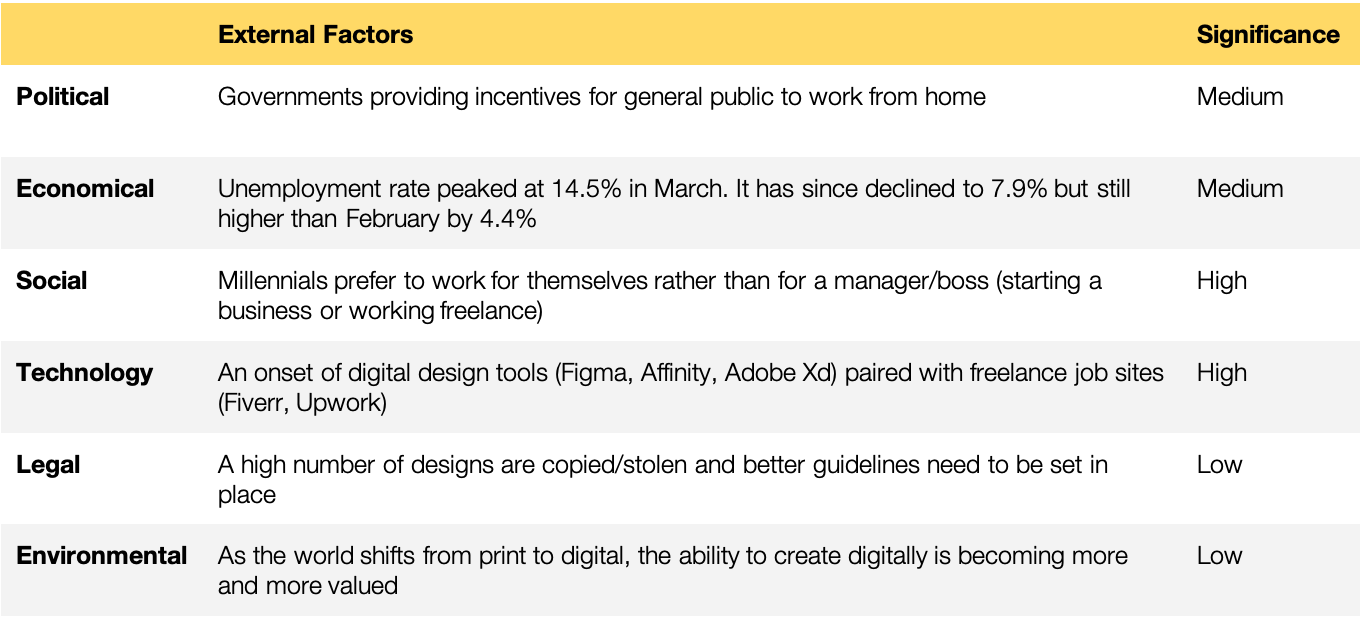 External Factors Significance
Political Governments providing incentives for general public to work from home Medium
Economical Unemployment rate peaked at 14.5% in March. It has since declined to 7.9% but still Medium
higher than February by 4.4%
Social Millennials prefer to work for themselves rather than for a manager/boss (starting a High
business or working freelance)
Technology An onset of digital design tools (Figma, Affinity, Adobe Xd) paired with freelance job sites High
(Fiverr, Upwork)
Legal A high number of designs are copied/stolen and better guidelines need to be set in Low
place
Environmental As the world shifts from print to digital, the ability to create digitally is becoming more Low
and more valued